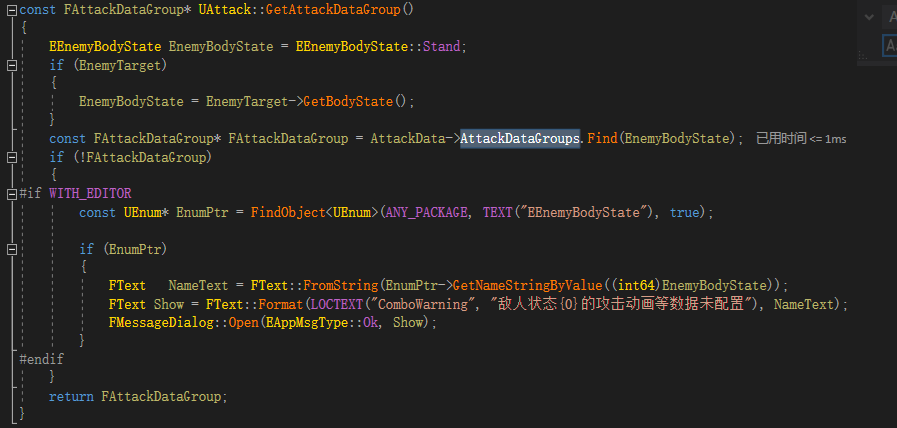 const FAttackDataGroup* UAttack::GetAttackDataGroup()
{
EEnemyBodyState EnemyBodyState = EEnemyBodyState::Stand;
if (EnemyTarget)
{
EnemyBodyState = EnemyTarget->GetBodyState();
}
const FAttackDataGroup* FAttackDataGroup = AttackData->AttackDataGroups.Find(EnemyBodyState); 已用时间 <= 1ms
if (!FAttackDataGroup)
{
#if WITH_EDITOR
const UEnum* EnumPtr = FindObject<UEnum>(ANY_PACKAGE, TEXT("EEnemyBodyState"), true);
if (EnumPtr)
{
FText NameText = FText::FromString(EnumPtr->GetNameStringByValue((int64)EnemyBodyState));
FText Show = FText::Format(LOCTEXT("ComboWarning", "敌人状态{0}的攻击动画等数据未配置"), NameText);
FMessageDialog::Open(EAppMsgType::Ok, Show);
}
#endif
}
return FAttackDataGroup;
}